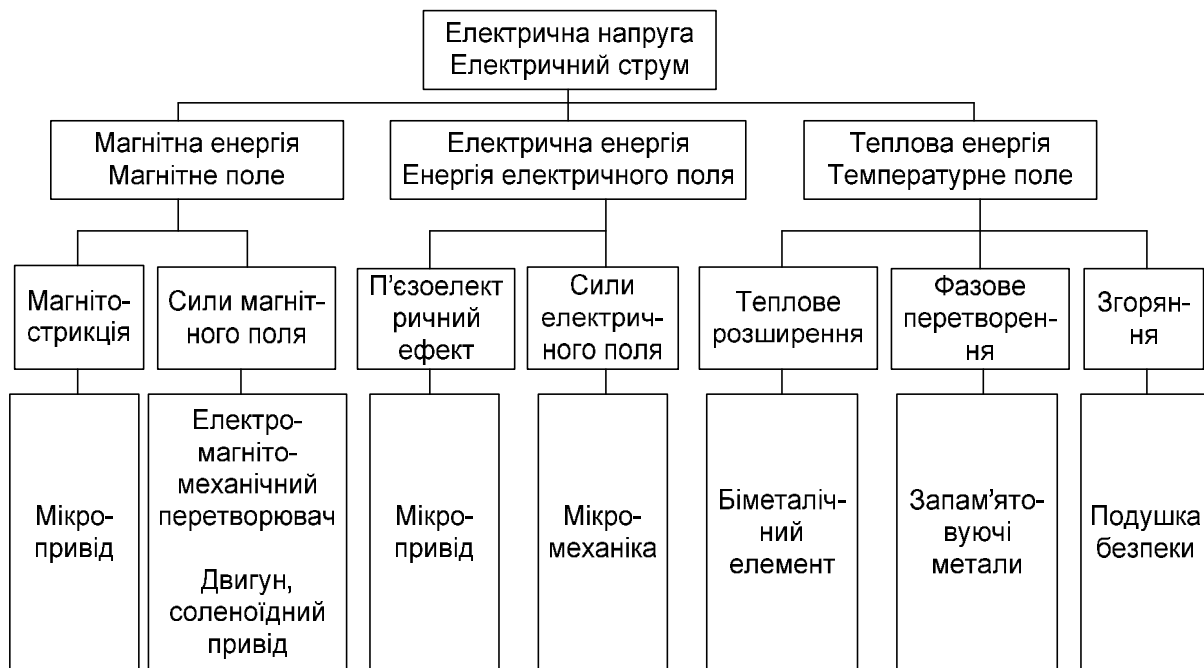 Електрична напруга
Електричний струм
Магнітна енергія
Магнітне поле
Електрична енергія
Енергія електричного поля
Теплова енергія
Температурне поле
Магніто-
стрикція
Сили магніт-
ного поля
П'єзоелект
ричний
ефект
Сили
електрич-
ного поля
Теплове
розширення
Фазове
перетворен-
ня
Згорян-
ня
Мікро-
привід
Електро-
магніто-
механічний
перетворювач
Двигун,
соленоїдний
привід
Мікро-
привід
Мікро-
механіка
Біметаліч-
ний
елемент
Запам'ято-
вуючі
метали
Подушка
безпеки